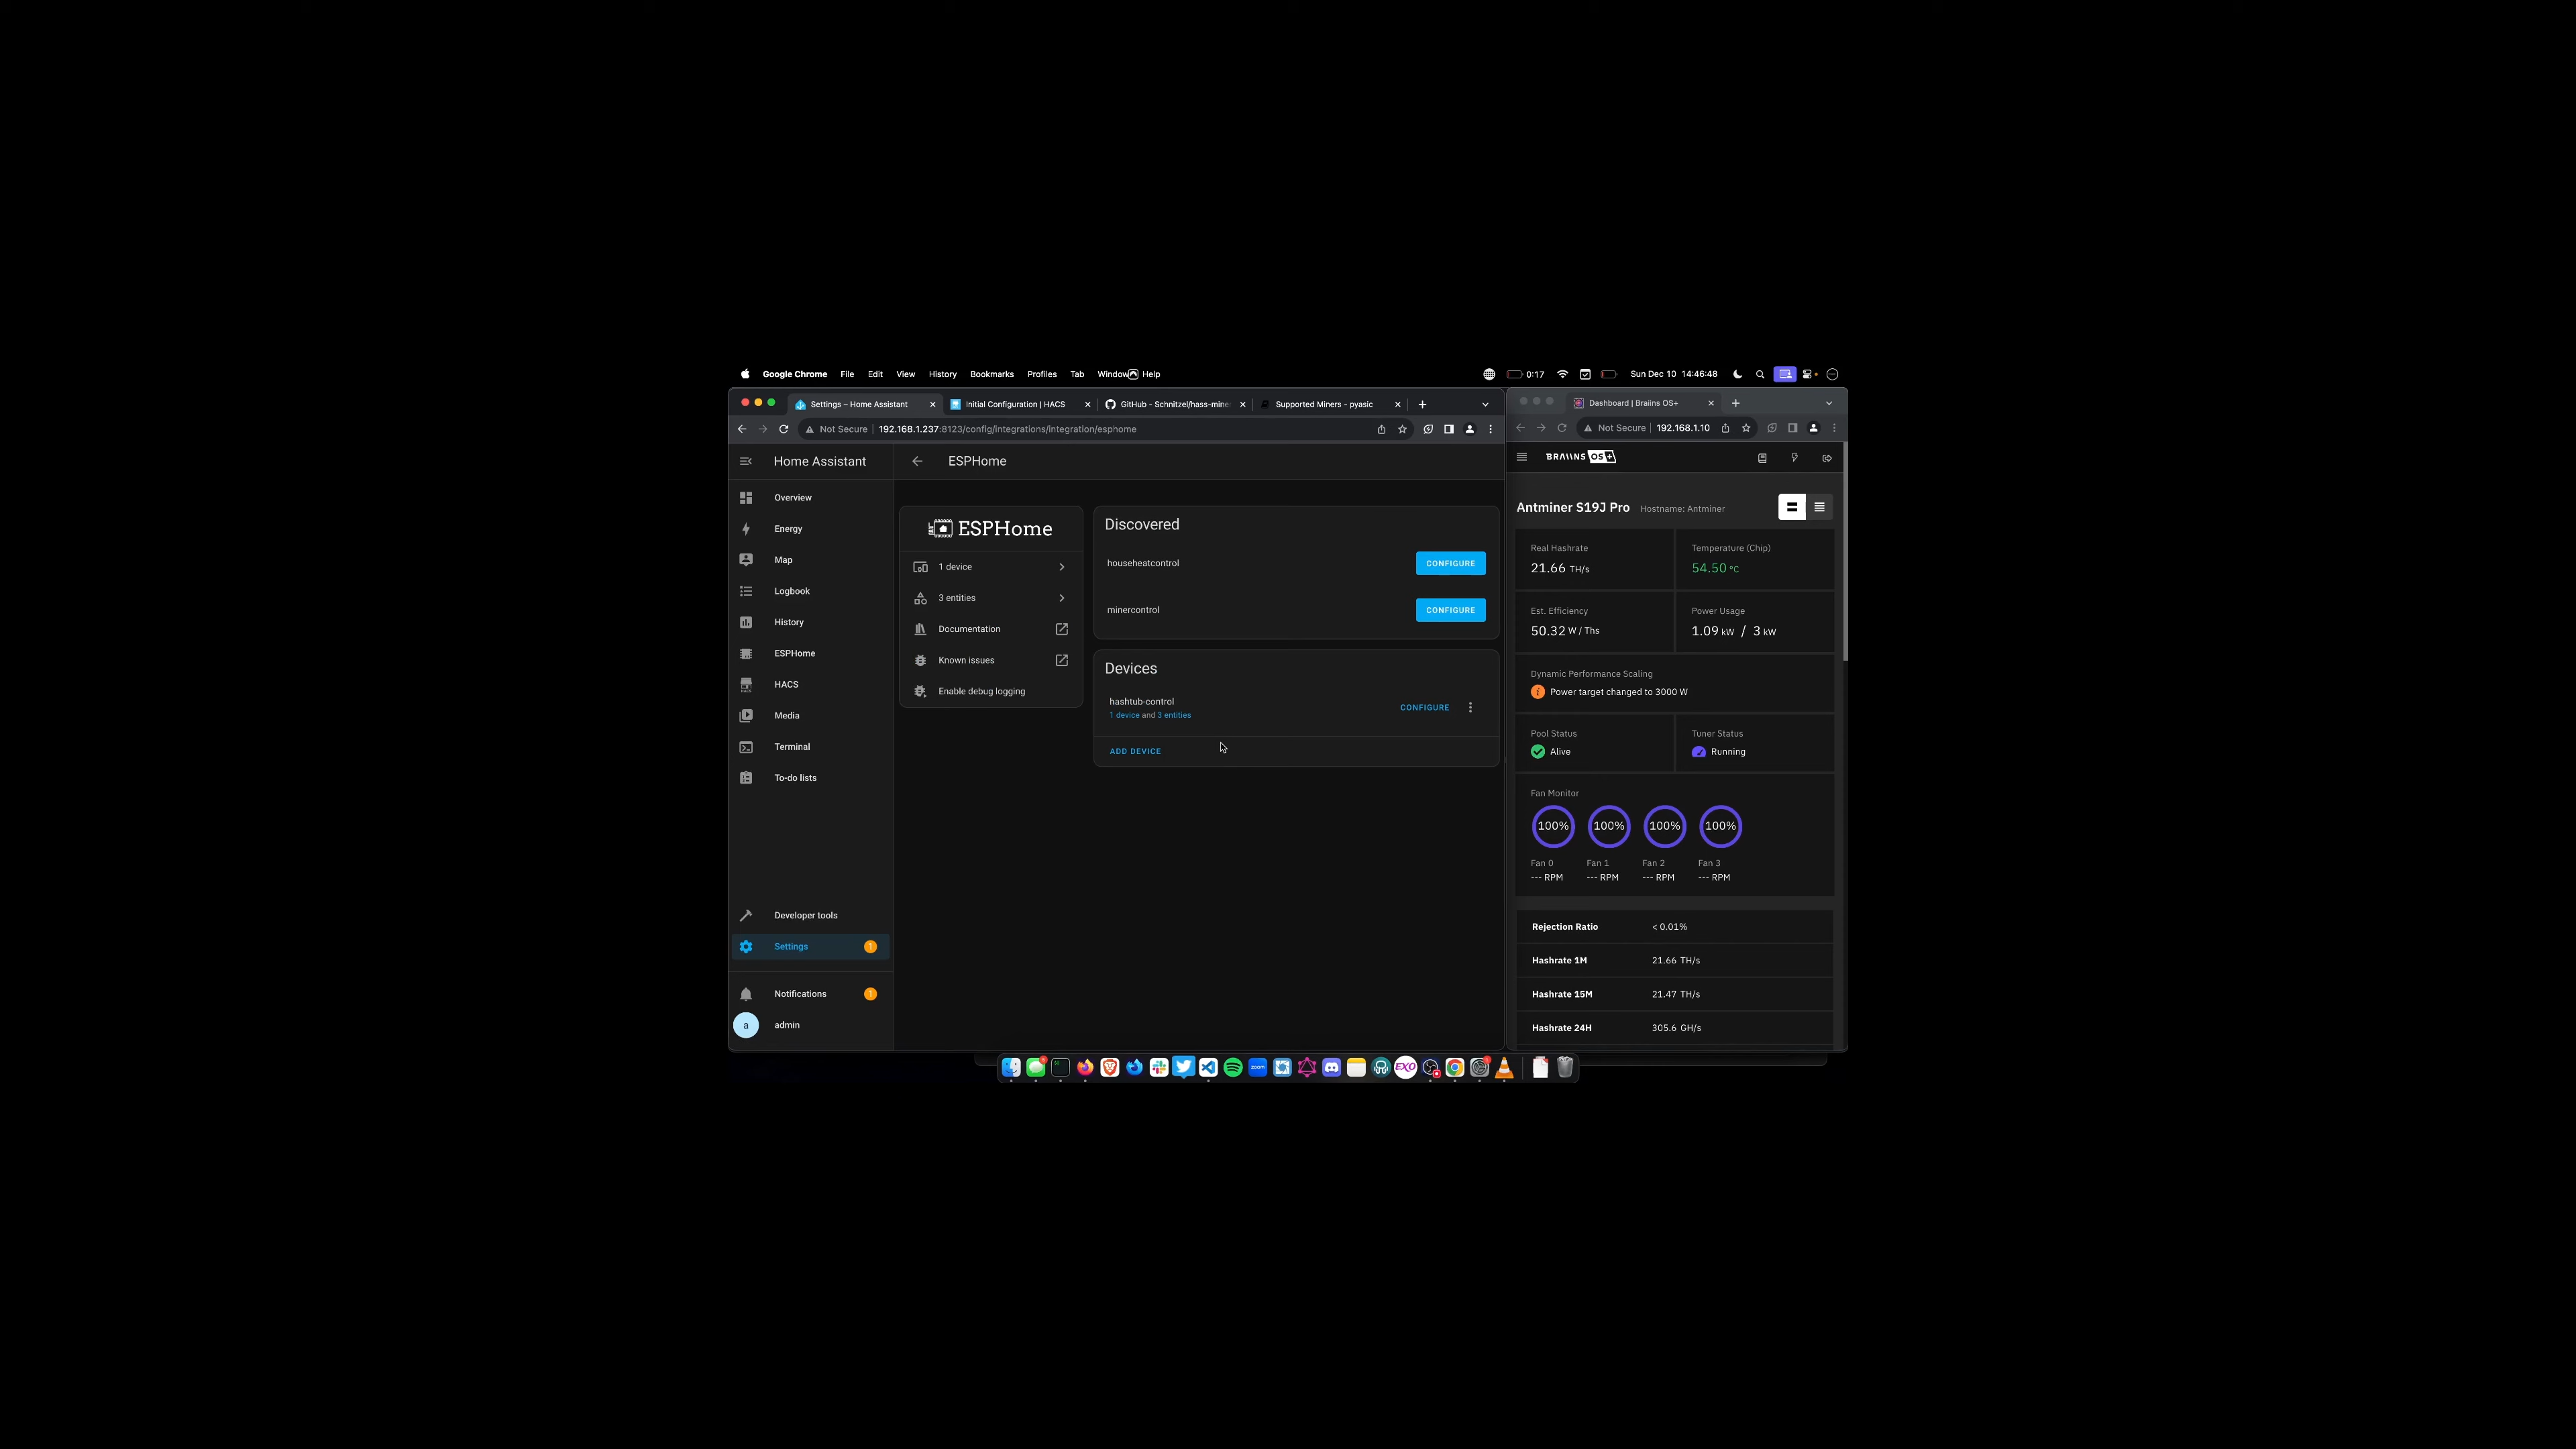 Google Chrome File Edit View History Bookmarks Profiles Tab Window Help 0:17 Sun Dec 10 14:46:48
Settings – Home Assistant
Initial Configuration | HACS
GitHub - Schnitzel/hass-mine
Supported Miners - pyasic
Not Secure 192.168.1.237:8123/config/integrations/integration/esphome
Home Assistant
Overview
Energy
Map
Logbook
History
ESPHome
HACS
Media
Terminal
To-do lists
Developer tools
Settings 1
Notifications 1
a admin
ESPHome
ESPHome
1 device
3 entities
Documentation
Known issues
Enable debug logging
Discovered
househeatcontrol CONFIGURE
minercontrol CONFIGURE
Devices
hashtub-control
1 device and 3 entities
CONFIGURE
ADD DEVICE
Dashboard | Braiins OS+
Not Secure 192.168.1.10
BRAIINS OS+
Antminer S19J Pro Hostname: Antminer
Real Hashrate
21.66 TH/s
Temperature (Chip)
54.50 °C
Est. Efficiency
50.32 W / Ths
Power Usage
1.09 kW / 3 kW
Dynamic Performance Scaling
Power target changed to 3000 W
Pool Status
Alive
Tuner Status
Running
Fan Monitor
100% 100% 100% 100%
Fan 0 Fan 1 Fan 2 Fan 3
--- RPM --- RPM --- RPM --- RPM
Rejection Ratio < 0.01%
Hashrate 1M 21.66 TH/s
Hashrate 15M 21.47 TH/s
Hashrate 24H 305.6 GH/s
zoom
EXO